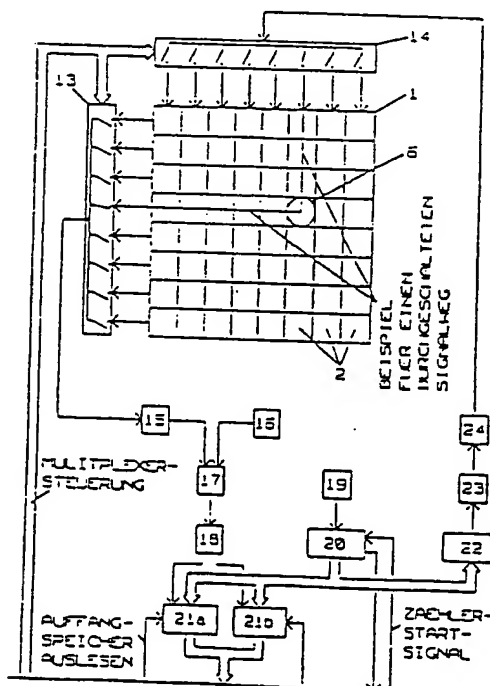 14
13
1
6
BEISPIEL
FUER EINEN
DURCHGESCHALTETEN
SIGNALWEG
2
15
16
24
MULITPLEXER-
STEUERUNG
17
19
23
18
20
22
AUFFANG-
SPEICHER
AUSLESEN
21a
21b
ZAEHLER-
START-
SIGNAL